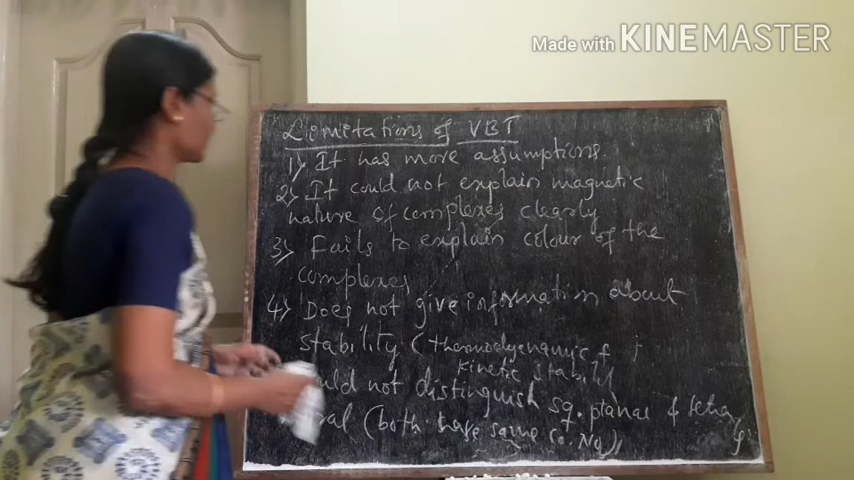 Made with KINEMASTER
Limitations of VBT
1) It has more assumptions.
2) It could not explain magnetic
nature of complexes clearly
3) Fails to explain colour of the
complexes
4) Does not give information about
stability (thermodyenamic &
kinetic stabil
uld not distinguish sq. planar & tetra
ral (both have same co. No),